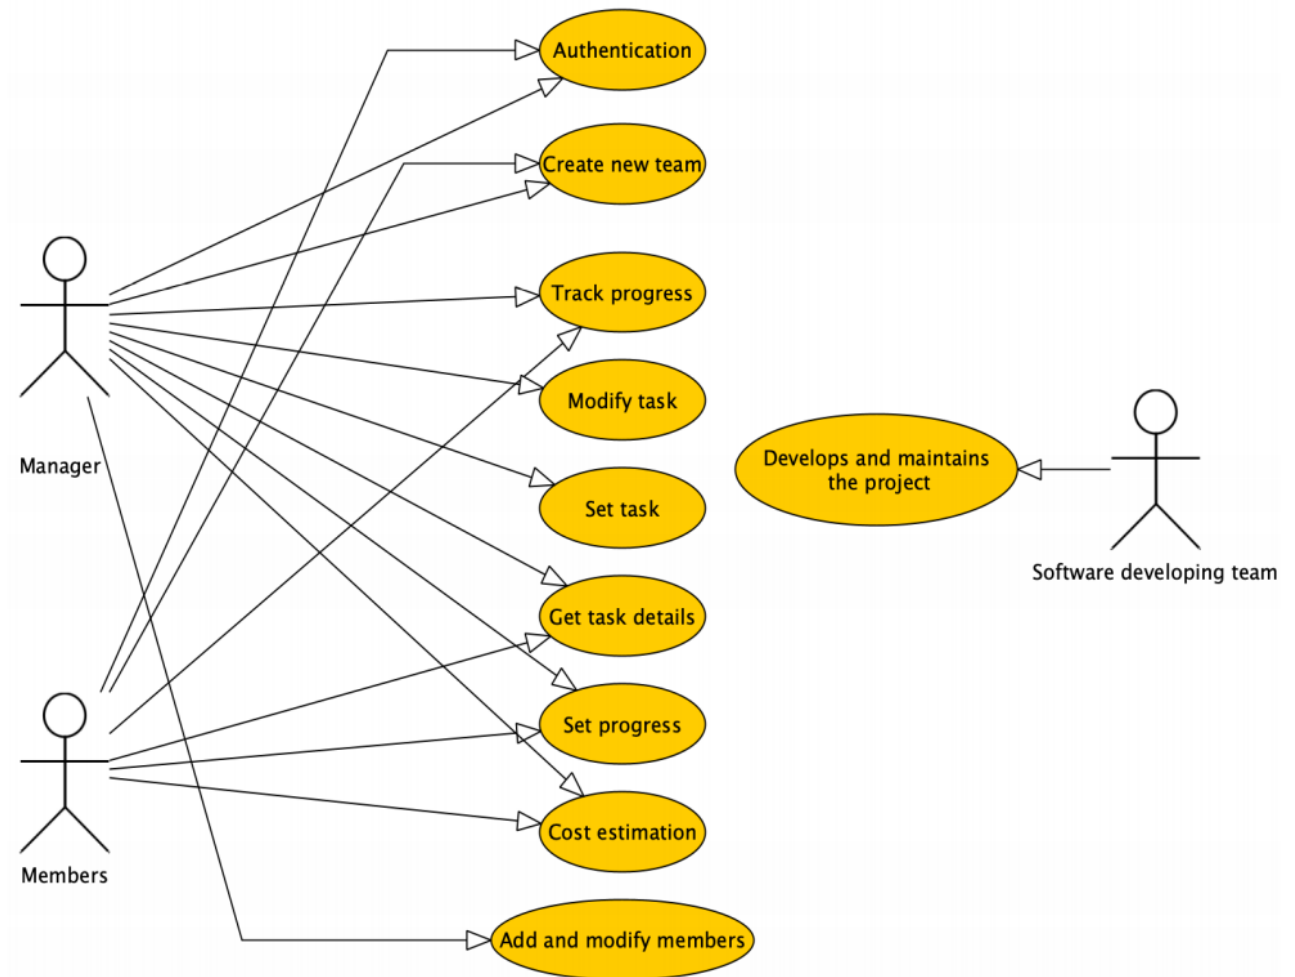 Authentication
Create new team
Track progress
Modify task
Manager
Develops and maintains
the project
Set task
Software developing team
Get task details
Set progress
Cost estimation
Members
Add and modify members